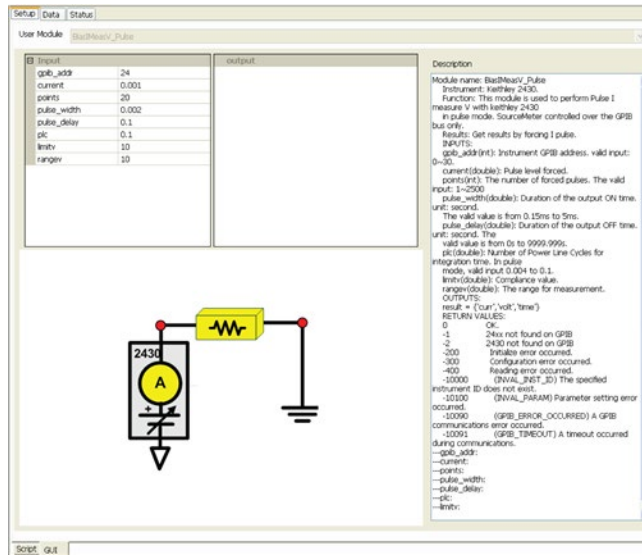 Setup Data Status
User Module BiasIMeasV_Pulse
Input
output
gpib_addr 24
current 0.001
points 20
pulse_width 0.002
pulse_delay 0.1
plc 0.1
limitv 10
rangev 10
2430
A
+
Description
Module name: BiasIMeasV_Pulse
Instrument: Keithley 2430.
Function: This module is used to perform Pulse I
measure V with keithley 2430
in pulse mode. SourceMeter controlled over the GPIB
bus only.
Results: Get results by forcing I pulse.
INPUTS:
gpib_addr(int): Instrument GPIB address. valid input:
0~30.
current(double): Pulse level forced.
points(int): The number of forced pulses. The valid
input: 1~2500
pulse_width(double): Duration of the output ON time.
unit: second.
The valid value is from 0.15ms to 5ms.
pulse_delay(double): Duration of the output OFF time.
unit: second. The
valid value is from 0s to 9999.999s.
plc(double): Number of Power Line Cycles for
integration time. In pulse
mode, valid input 0.004 to 0.1.
limitv(double): Compliance value.
rangev(double): The range for measurement.
OUTPUTS:
result = {'curr','volt','time'}
RETURN VALUES:
0 OK.
-1 24xx not found on GPIB
-2 2430 not found on GPIB
-200 Initialize error occurred.
-300 Configuration error occurred.
-400 Reading error occurred.
-10000 (INVAL_INST_ID) The specified
instrument ID does not exist.
-10100 (INVAL_PARAM) Parameter setting error
occurred.
-10090 (GPIB_ERROR_OCCURRED) A GPIB
communications error occurred.
-10091 (GPIB_TIMEOUT) A timeout occurred
during communications.
---gpib_addr:
---current:
---points:
---pulse_width:
---pulse_delay:
---plc:
---limitv:
Script GUI